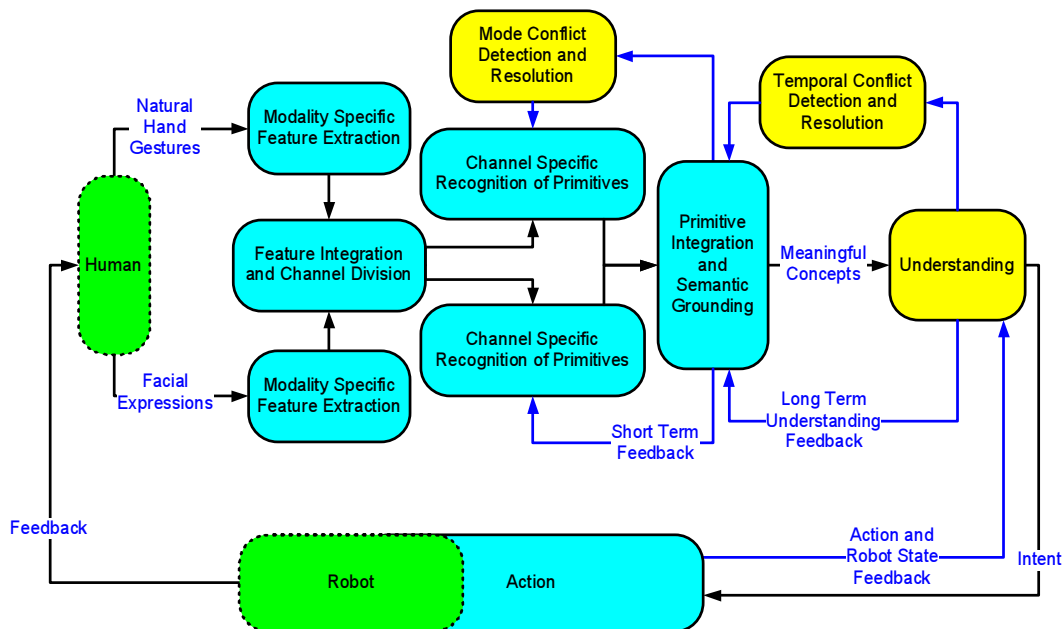 Mode Conflict
Detection and
Resolution
Temporal Conflict
Detection and
Resolution
Natural
Hand
Gestures
Modality Specific
Feature Extraction
Channel Specific
Recognition of Primitives
Human
Feature Integration
and Channel Division
Primitive
Integration
and
Semantic
Grounding
Meaningful
Concepts
Understanding
Channel Specific
Recognition of Primitives
Facial
Expressions
Modality Specific
Feature Extraction
Short Term
Feedback
Long Term
Understanding
Feedback
Feedback
Robot
Action
Action and
Robot State
Feedback
Intent